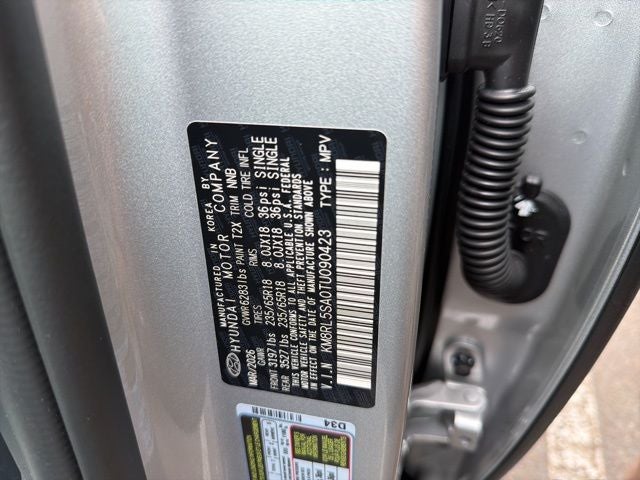 MANUFACTURED IN KOREA BY
HYUNDAI MOTOR COMPANY
MAR/2026 GVWR 6283 lbs PAINT T2X TRIM NNB
GAWR TIRES RIMS COLD TIRE INFL
FRONT 3197 lbs 235/65R18 8.0JX18 36psi SINGLE
REAR 3527 lbs 235/65R18 8.0JX18 36psi SINGLE
THIS VEHICLE CONFORMS TO ALL APPLICABLE U.S.A. FEDERAL
MOTOR VEHICLE SAFETY AND THEFT PREVENTION STANDARDS
IN EFFECT ON THE DATE OF MANUFACTURE SHOWN ABOVE
V.I.N : KM8RL5SA0TU090423 TYPE : MPV
D34